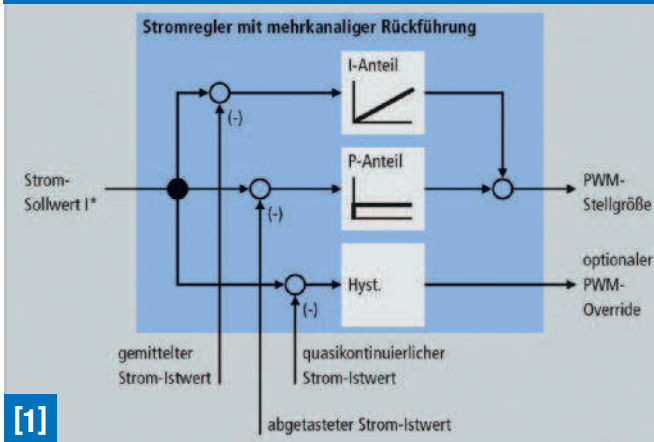 Stromregler mit mehrkanaliger Rückführung
I-Anteil
(-)
P-Anteil
Strom-
Sollwert I*
(-)
PWM-
Stellgröße
Hyst.
(-)
optionaler
PWM-
Override
gemittelter
Strom-Istwert
quasikontinuierlicher
Strom-Istwert
abgetasteter Strom-Istwert
[1]